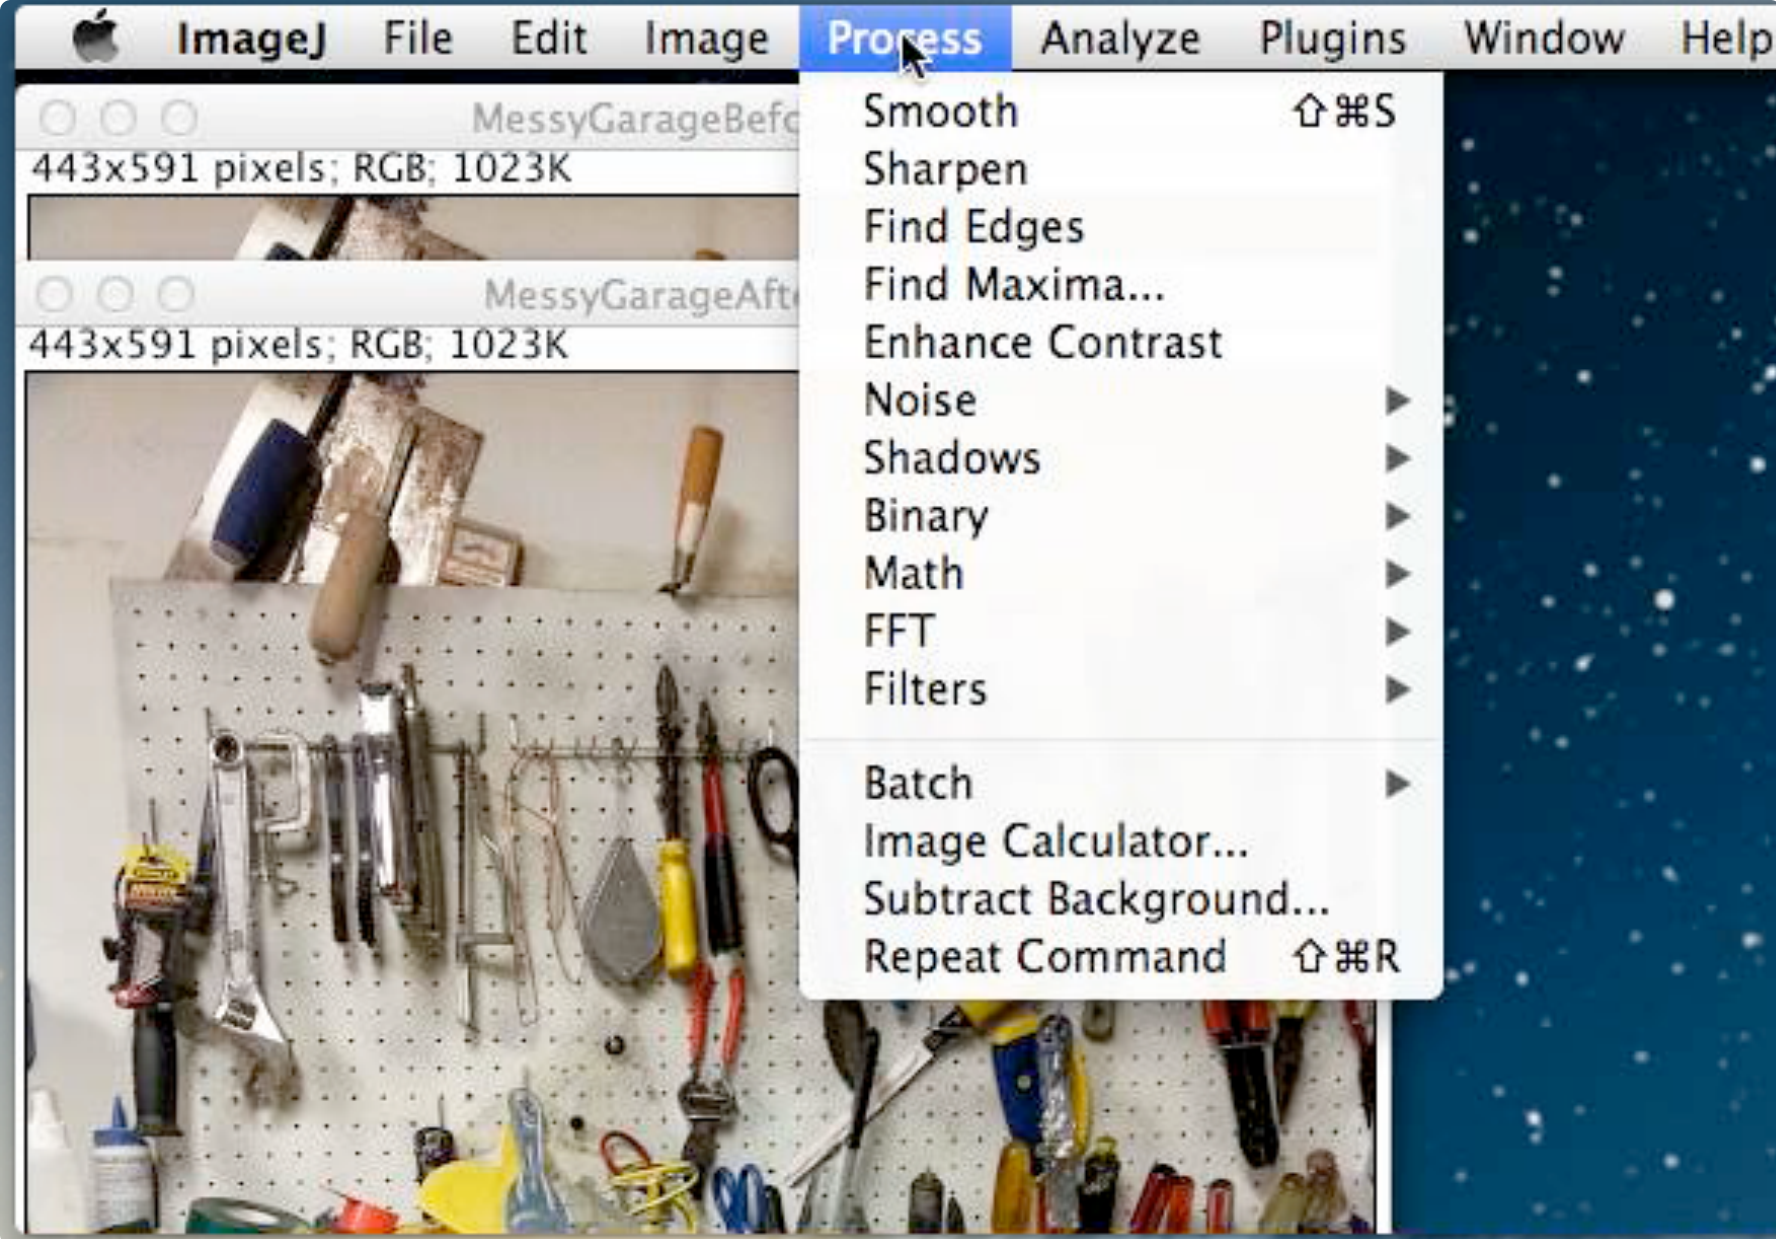 ImageJ File Edit Image Process Analyze Plugins Window Help
MessyGarageBefo
443x591 pixels; RGB; 1023K
MessyGarageAfte
443x591 pixels; RGB; 1023K
Smooth ⇧⌘S
Sharpen
Find Edges
Find Maxima...
Enhance Contrast
Noise
Shadows
Binary
Math
FFT
Filters
Batch
Image Calculator...
Subtract Background...
Repeat Command ⇧⌘R